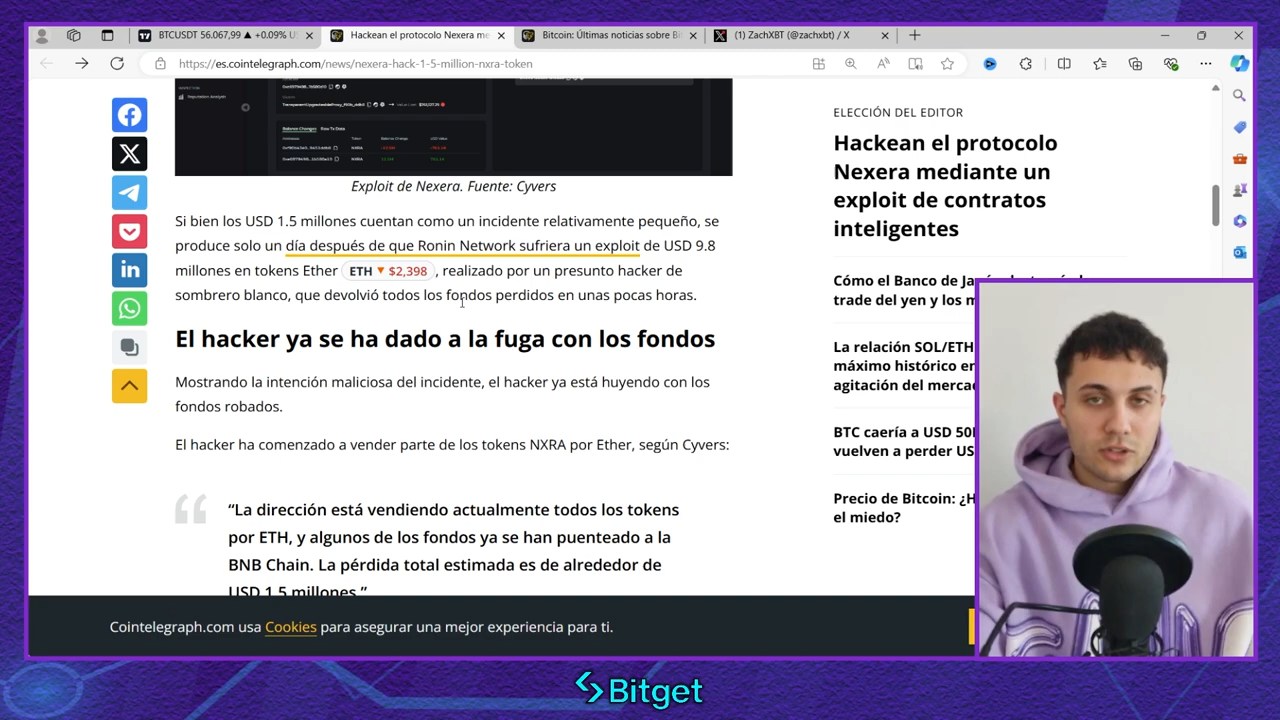 BTCUSDT 56.067,99 ▲ +0.09% U
Hackean el protocolo Nexera me
Bitcoin: Últimas noticias sobre Bi
(1) ZachXBT (@zachxbt) / X
https://es.cointelegraph.com/news/nexera-hack-1-5-million-nxra-token
Balance Changes Raw Tx Data
Exploit de Nexera. Fuente: Cyvers
Si bien los USD 1.5 millones cuentan como un incidente relativamente pequeño, se
produce solo un día después de que Ronin Network sufriera un exploit de USD 9.8
millones en tokens Ether ETH ▼ $2,398, realizado por un presunto hacker de
sombrero blanco, que devolvió todos los fondos perdidos en unas pocas horas.
El hacker ya se ha dado a la fuga con los fondos
Mostrando la intención maliciosa del incidente, el hacker ya está huyendo con los
fondos robados.
El hacker ha comenzado a vender parte de los tokens NXRA por Ether, según Cyvers:
“La dirección está vendiendo actualmente todos los tokens
por ETH, y algunos de los fondos ya se han puenteado a la
BNB Chain. La pérdida total estimada es de alrededor de
USD 1.5 millones.”
ELECCIÓN DEL EDITOR
Hackean el protocolo
Nexera mediante un
exploit de contratos
inteligentes
Cómo el Banco de
trade del yen y los m
La relación SOL/ETH
máximo histórico en
agitación del merca
BTC caería a USD 50
vuelven a perder US
Precio de Bitcoin: ¿H
el miedo?
Cointelegraph.com usa Cookies para asegurar una mejor experiencia para ti.
Bitget